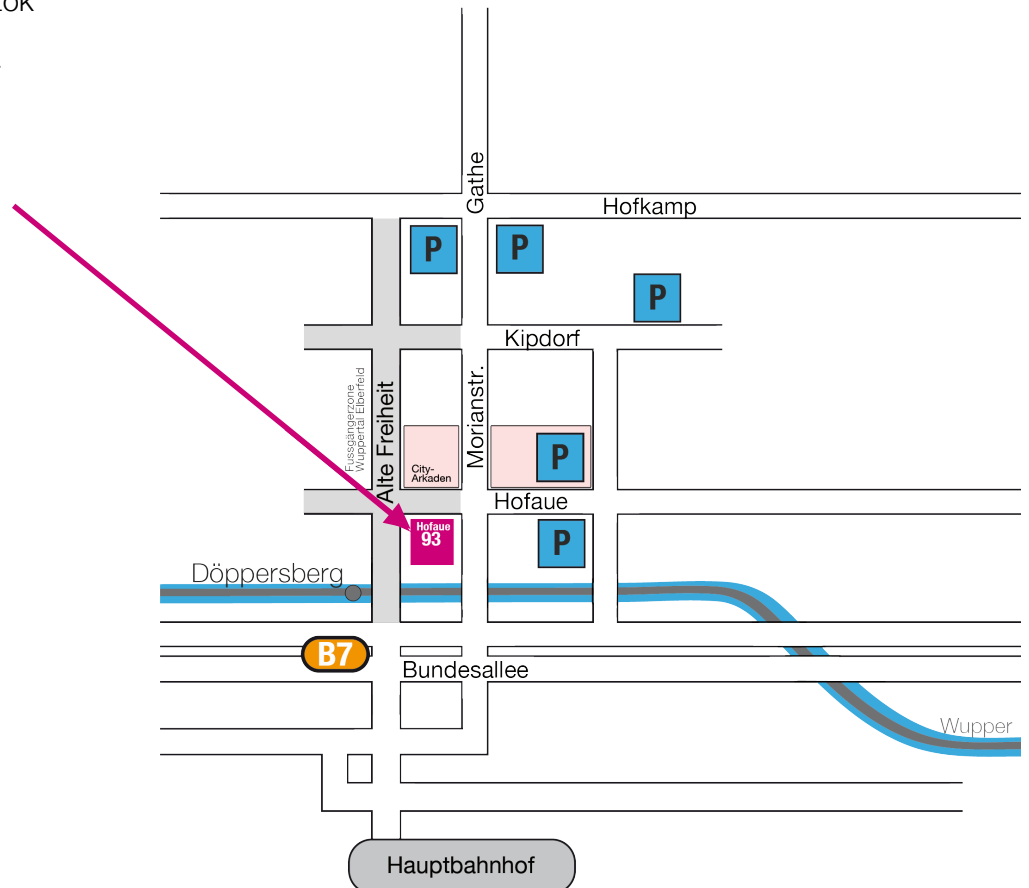 Gathe
Hofkamp
P
P
P
Kipdorf
Fussgängerzone
Wuppertal Elberfeld
Alte Freiheit
Morianstr.
City-
Arkaden
P
Hofaue
Hofaue
93
P
Döppersberg
B7
Bundesallee
Wupper
Hauptbahnhof